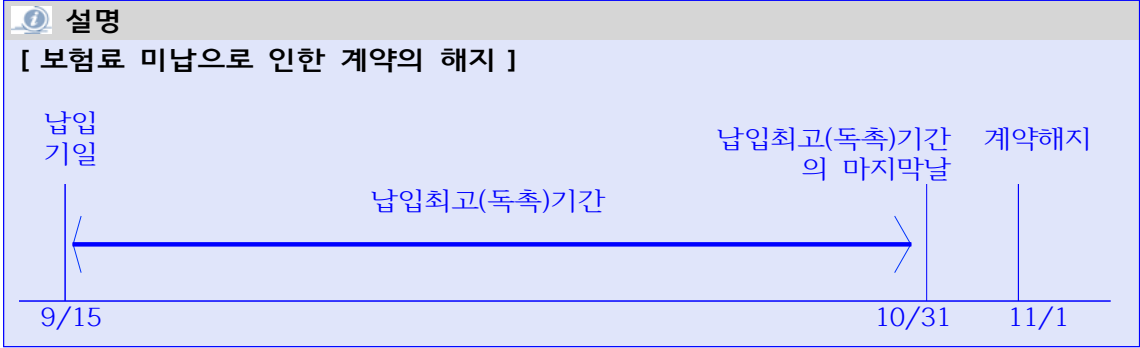 설명
[ 보험료 미납으로 인한 계약의 해지 ]
납입
기일
납입최고(독촉)기간
의 마지막날
계약해지
납입최고(독촉)기간
9/15
10/31
11/1